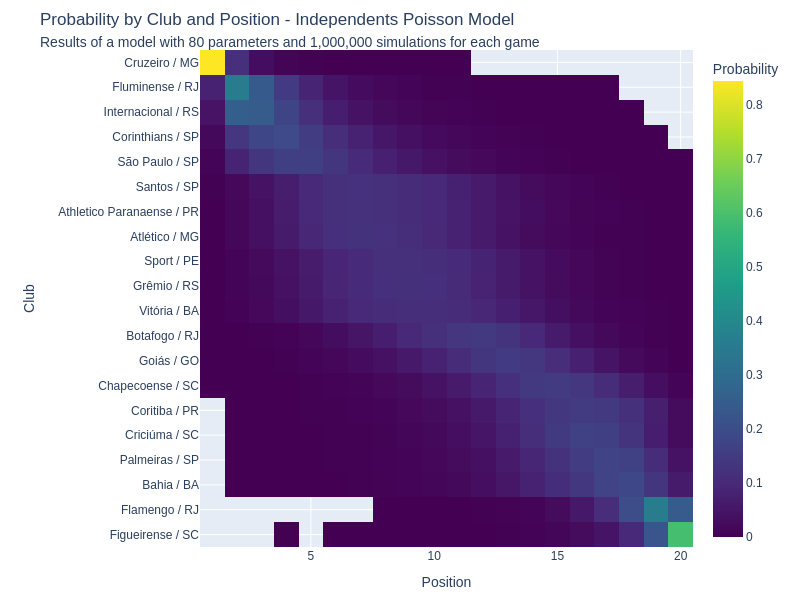 Probability by Club and Position - Independents Poisson Model
Results of a model with 80 parameters and 1,000,000 simulations for each game
Cruzeiro / MG
Fluminense / RJ
Internacional / RS
Corinthians / SP
São Paulo / SP
Santos / SP
Athletico Paranaense / PR
Atlético / MG
Sport / PE
Grêmio / RS
Vitória / BA
Botafogo / RJ
Goiás / GO
Chapecoense / SC
Coritiba / PR
Criciúma / SC
Palmeiras / SP
Bahia / BA
Flamengo / RJ
Figueirense / SC
Club
5
10
15
20
Position
Probability
0.8
0.7
0.6
0.5
0.4
0.3
0.2
0.1
0